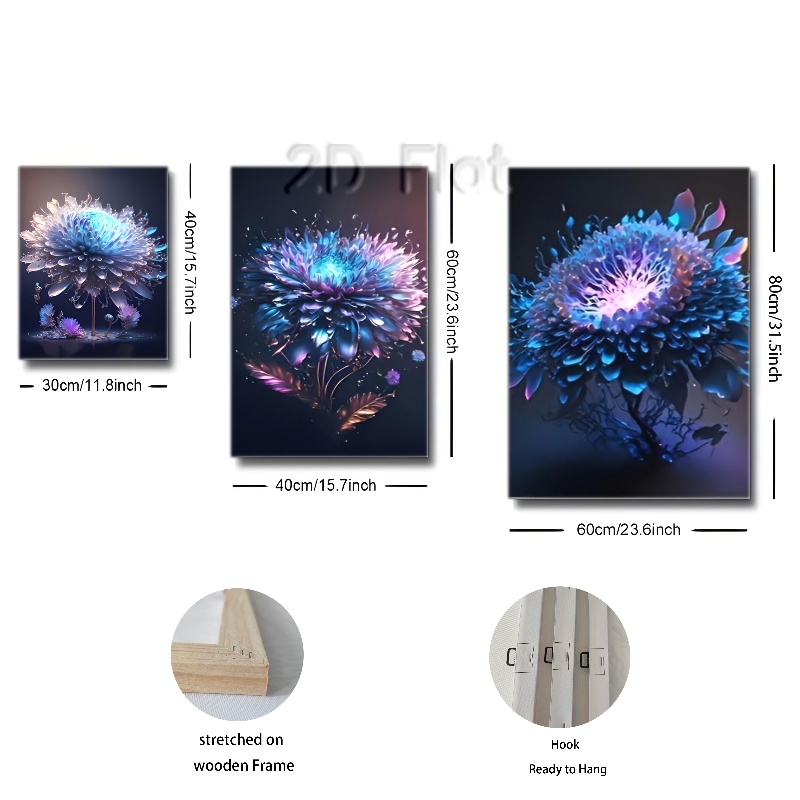 2D Flat
40cm/15.7inch
30cm/11.8inch
60cm/23.6inch
40cm/15.7inch
80cm/31.5inch
60cm/23.6inch
stretched on
wooden Frame
Hook
Ready to Hang